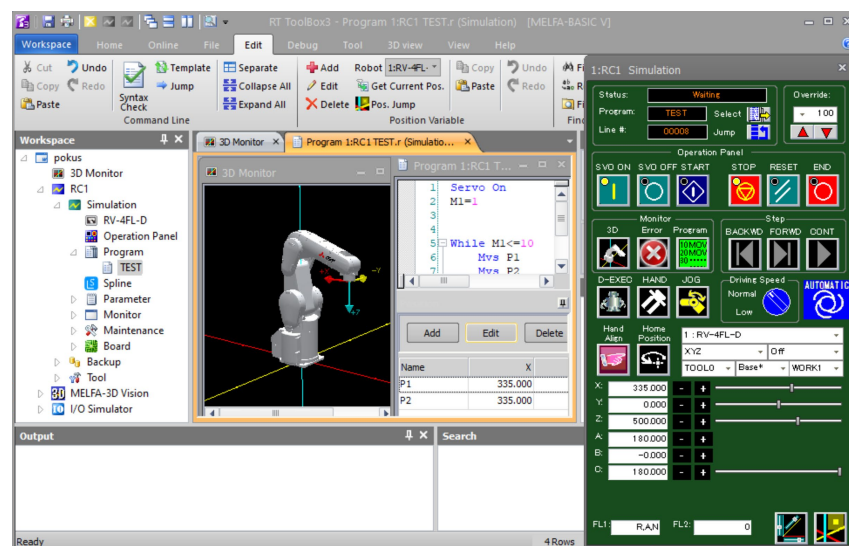 RT ToolBox3 - Program 1:RC1 TEST.r (Simulation) [MELFA-BASIC V]
Workspace Home Online File Edit Debug Tool 3D view View Help
Cut Undo
Copy Redo
Paste
Syntax Check
Template
Jump
Command Line
Separate
Collapse All
Expand All
Add Robot 1:RV-4FL-
Edit Get Current Pos.
Delete Pos. Jump
Copy Undo
Paste Redo
Position Variable
Workspace
pokus
3D Monitor
RC1
Simulation
RV-4FL-D
Operation Panel
Program
TEST
Spline
Parameter
Monitor
Maintenance
Board
Backup
Tool
MELFA-3D Vision
I/O Simulator
3D Monitor Program 1:RC1 TEST.r (Simulatio...
3D Monitor
+X
-Y
+Z
Program 1:RC1 T...
1 Servo On
2 M1=1
3
4
5 While M1<=10
6 Mvs P1
7 Mvs P2
Add Edit Delete
Name X
P1 335.000
P2 335.000
Output Search
Ready 4 Rows
1:RC1 Simulation
Status: Waiting Override:
Program: TEST Select 100
Line #: 00008 Jump
Operation Panel
SVO ON SVO OFF START STOP RESET END
Monitor Step
3D Error Program BACKWD FORWD CONT
10MOV
20MOV
D-EXEC HAND JOG Driving Speed AUTOMATIC
Normal
Low
Hand Align Home Position
1 : RV-4FL-D
XYZ Off
TOOL0 Base* WORK1
X: 335.000 - +
Y: 0.000 - +
Z: 500.000 - +
A: 180.000 - +
B: -0.000 - +
C: 180.000 - +
FL1: R,A,N FL2: 0